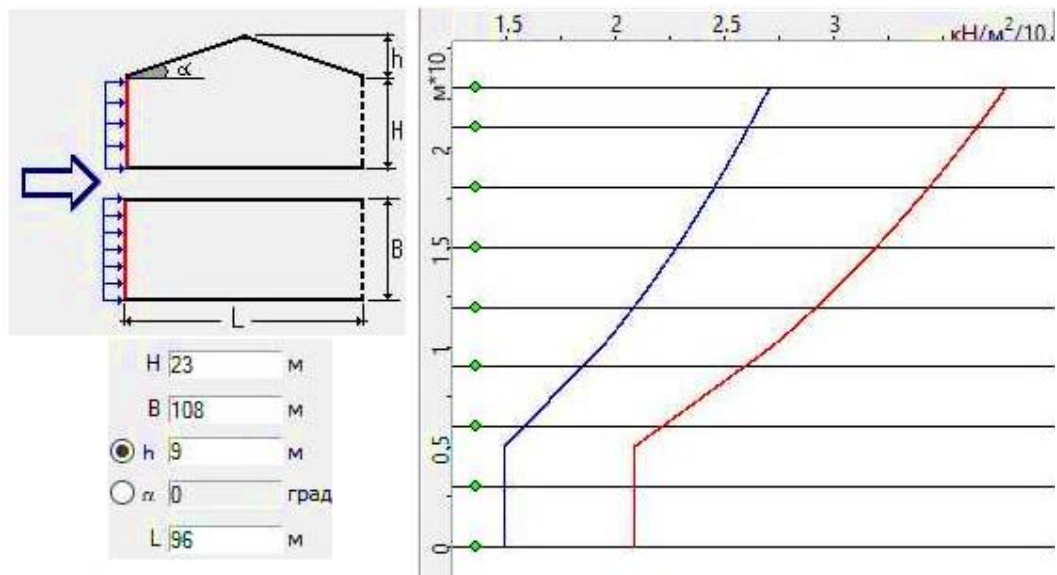 h
α
H
B
L
H 23 м
B 108 м
h 9 м
α 0 град
L 96 м
1,5 2 2,5 3
кН/м²/10
м*10
2
1,5
1
0,5
0